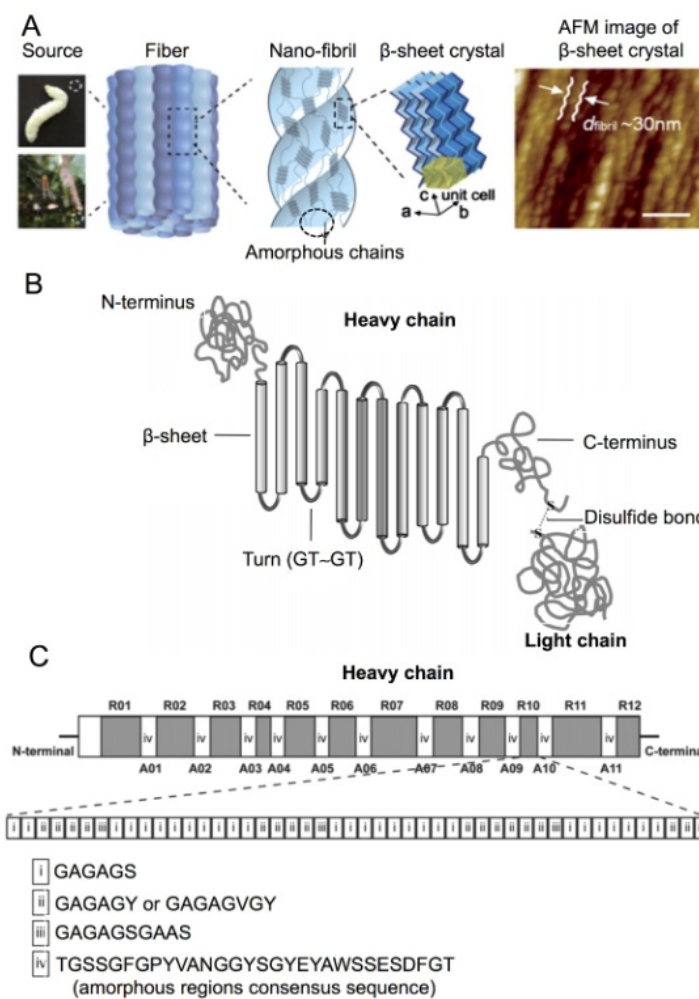 A
Source
Fiber
Nano-fibril
β-sheet crystal
AFM image of
β-sheet crystal
dfibril ~30nm
c unit cell
a b
Amorphous chains
B
N-terminus
Heavy chain
β-sheet
C-terminus
Disulfide bond
Turn (GT~GT)
S
S
Light chain
C
Heavy chain
R01 R02 R03 R04 R05 R06 R07 R08 R09 R10 R11 R12
iv iv iv iv iv iv iv iv iv iv iv
N-terminal C-terminal
A01 A02 A03 A04 A05 A06 A07 A08 A09 A10 A11
i GAGAGS
ii GAGAGY or GAGAGVGY
iii GAGAGSGAAS
iv TGSSGFGPYVANGGYSGYEYAWSSESDFGT
(amorphous regions consensus sequence)